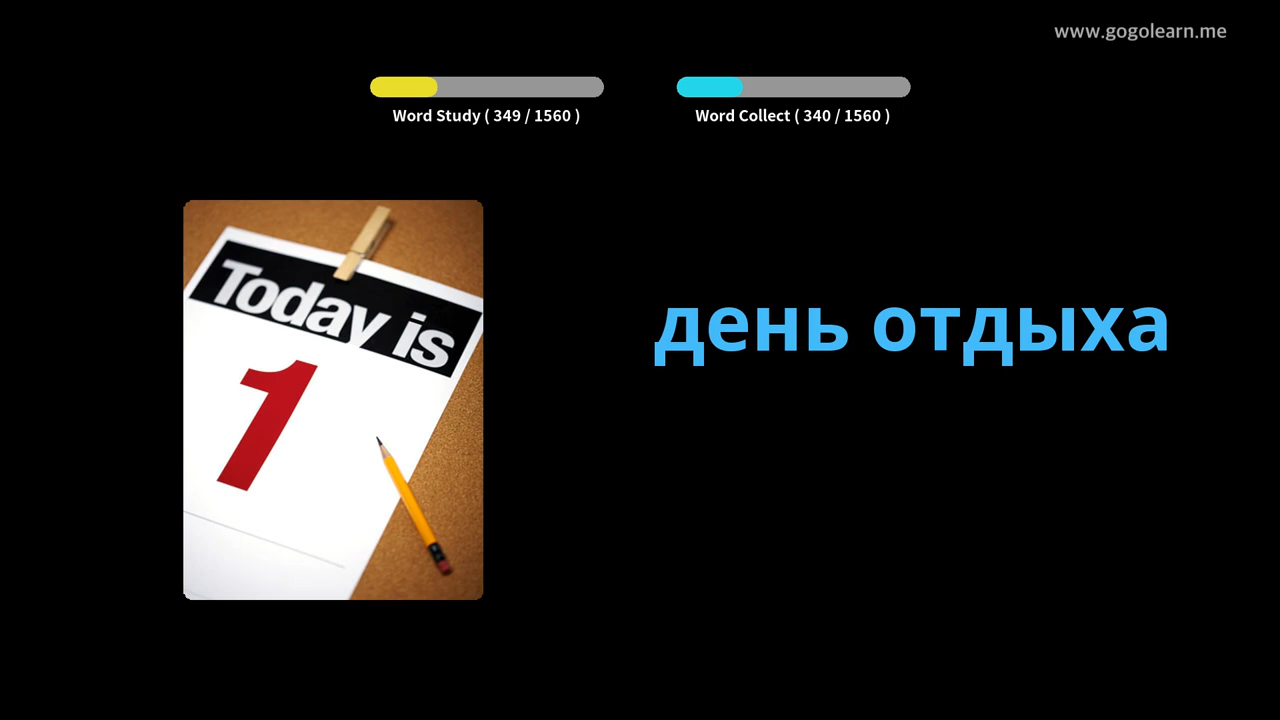 www.gogolearn.me
Word Study ( 349 / 1560 )
Word Collect ( 340 / 1560 )
Today is
1
день отдыха